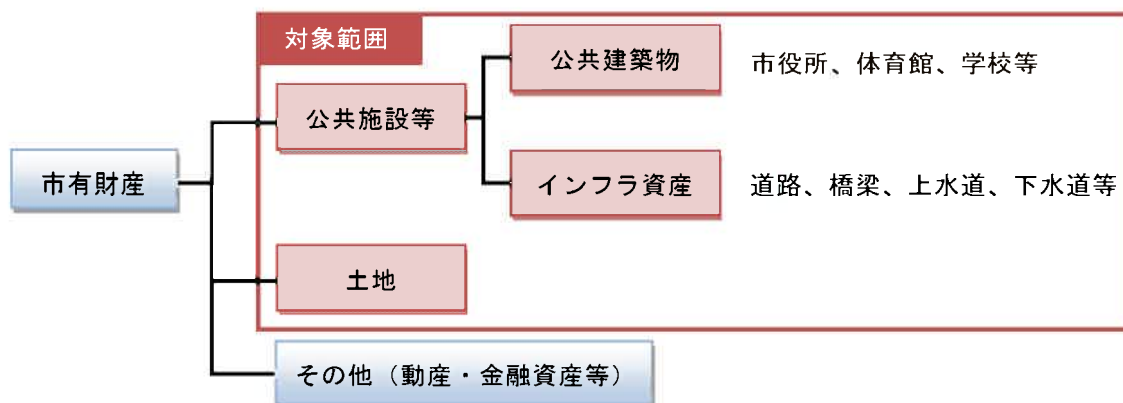 対象範囲
公共建築物
市役所、体育館、学校等
公共施設等
市有財産
インフラ資産
道路、橋梁、上水道、下水道等
土地
その他（動産・金融資産等）